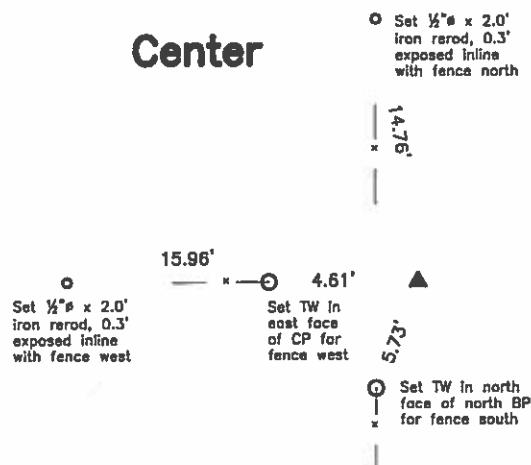 Center
Set ½"ø x 2.0'
iron rerod, 0.3'
exposed inline
with fence north
14.76'
15.96'
4.61'
Set ½"ø x 2.0'
iron rerod, 0.3'
exposed inline
with fence west
Set TW in
east face
of CP for
fence west
5.73'
Set TW in north
face of north BP
for fence south